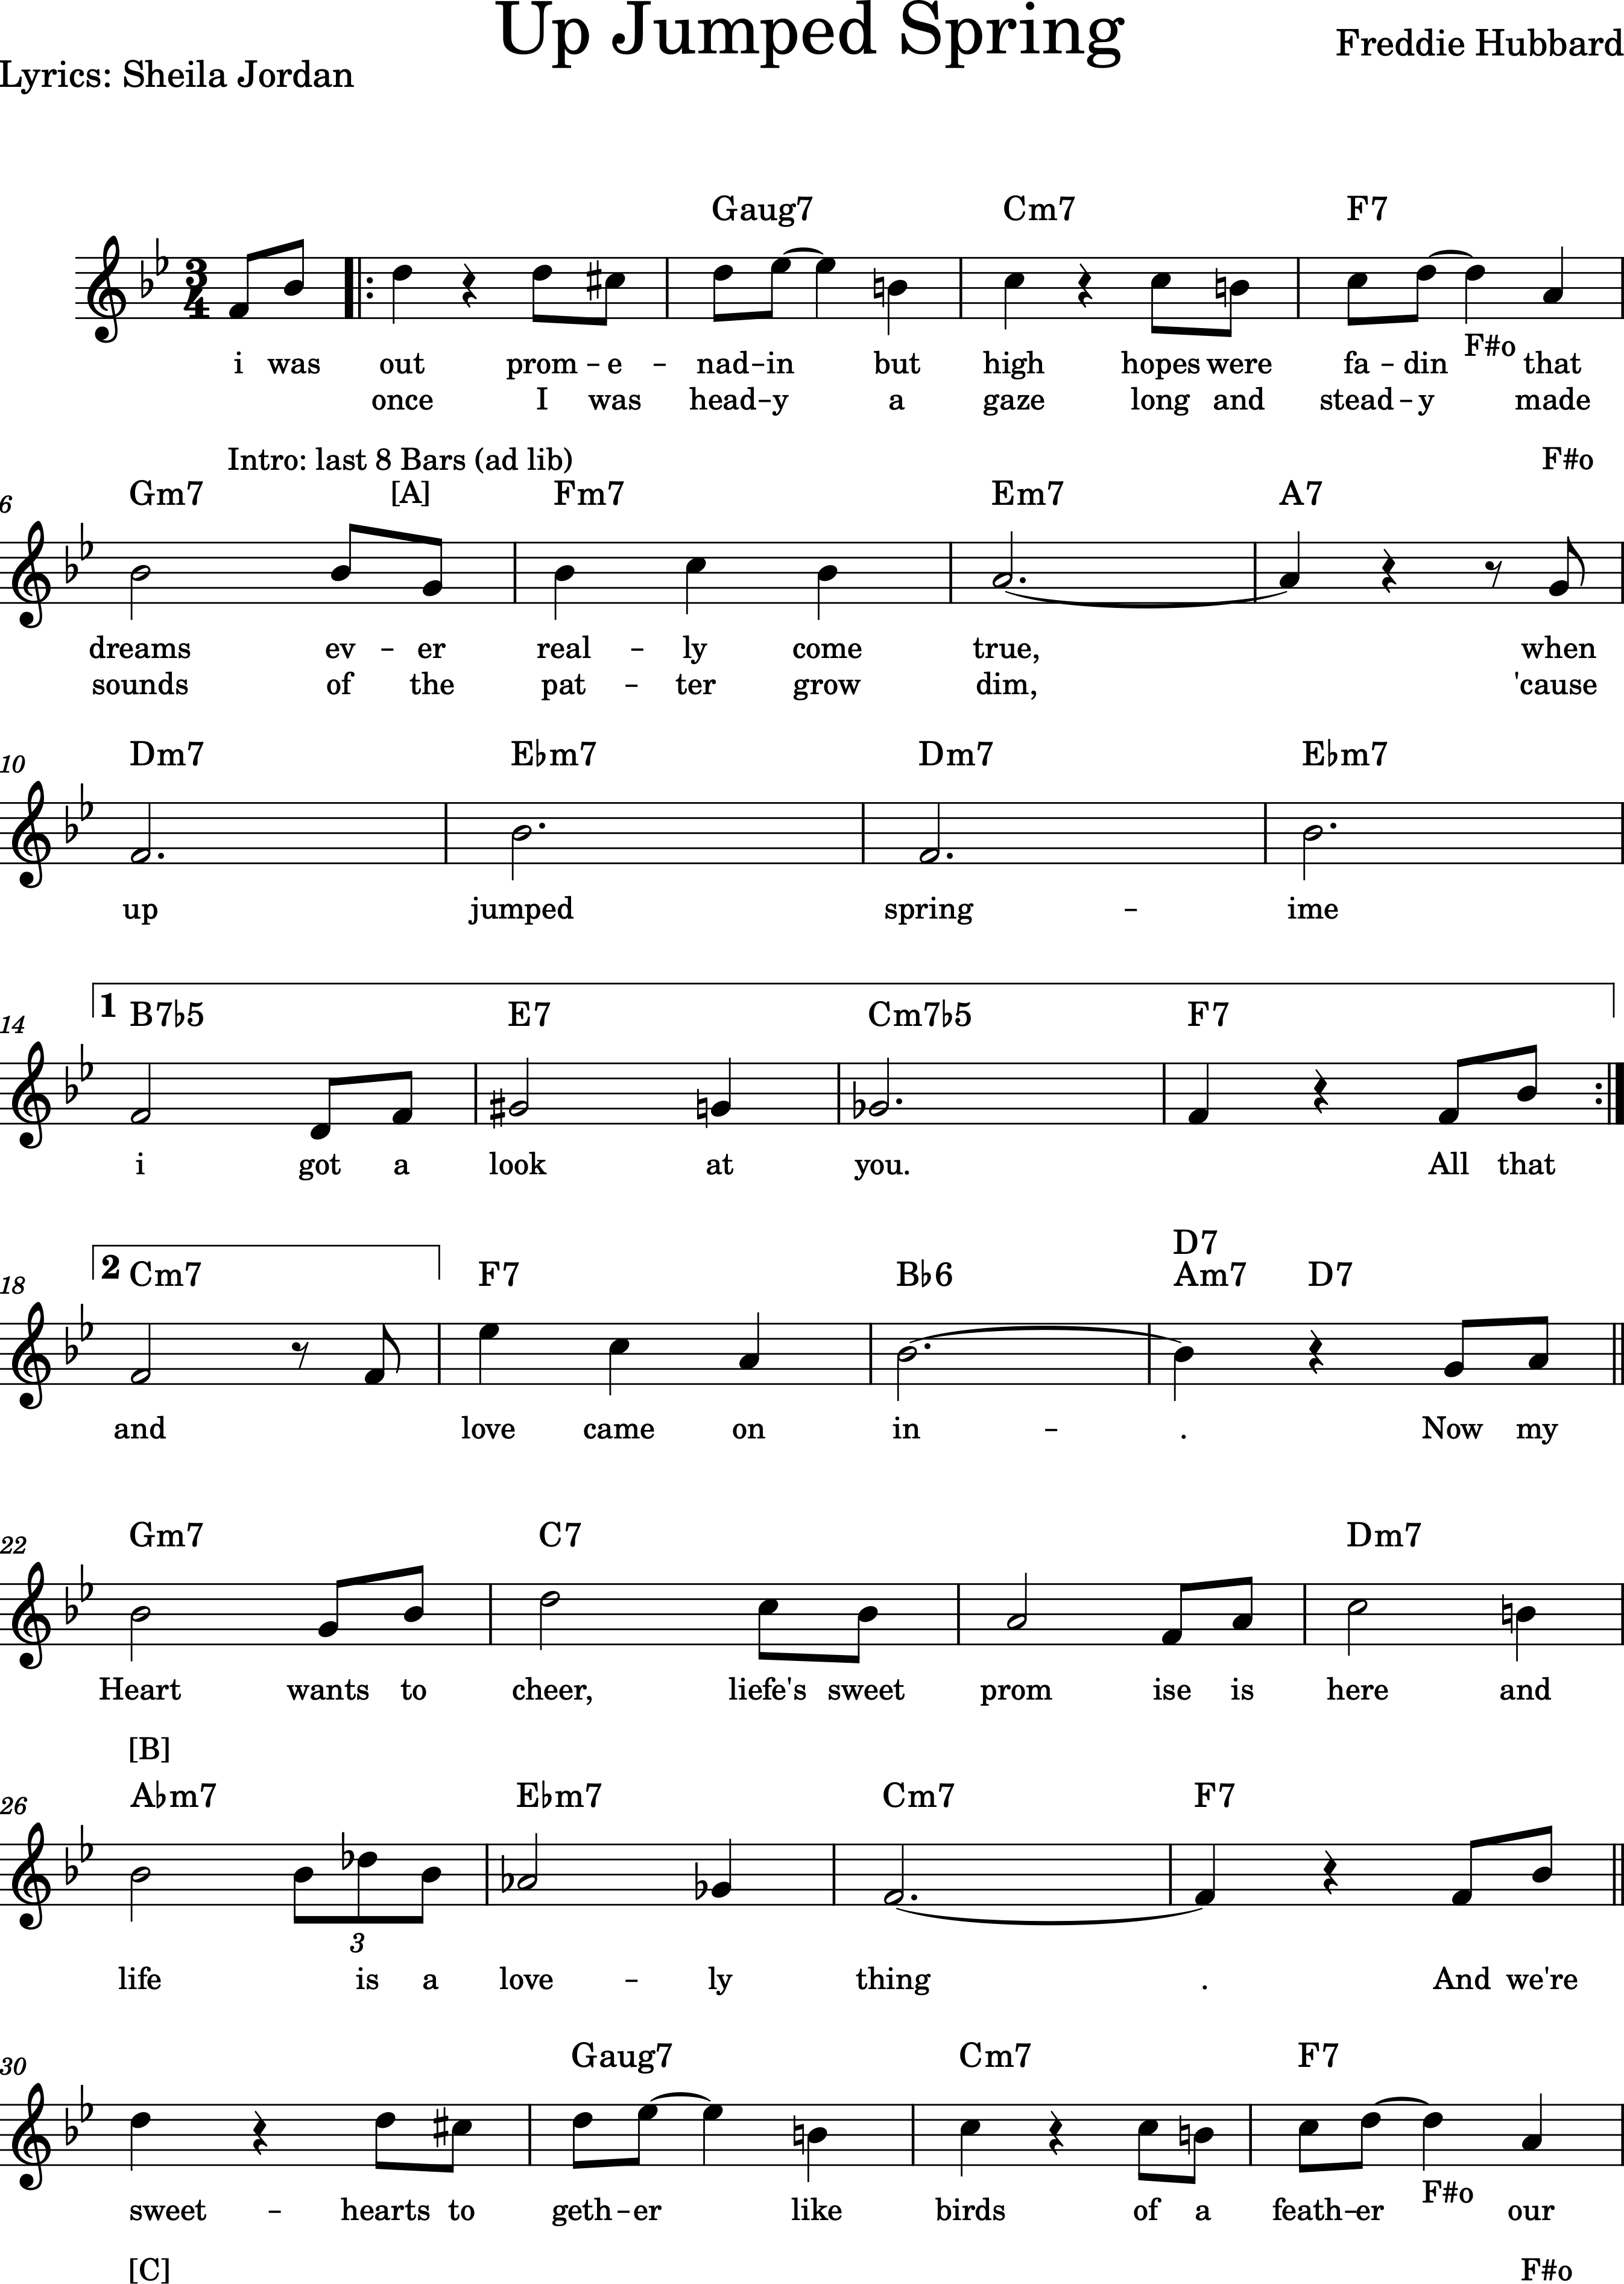 Up Jumped Spring
Freddie Hubbard
Lyrics: Sheila Jordan
Gaug7 Cm7 F7
3
4
F#o
i was out prom - e - nad - in but high hopes were fa - din that
once I was head - y a gaze long and stead - y made
Intro: last 8 Bars (ad lib) F#o
6 Gm7 [A] Fm7 Em7 A7
dreams ev - er real - ly come true, when
sounds of the pat - ter grow dim, 'cause
10 Dm7 E♭m7 Dm7 E♭m7
up jumped spring - ime
14 1 B7♭5 E7 Cm7♭5 F7
i got a look at you. All that
D7
18 2 Cm7 F7 B♭6 Am7 D7
and love came on in - . Now my
22 Gm7 C7 Dm7
Heart wants to cheer, liefe's sweet prom ise is here and
[B]
26 A♭m7 E♭m7 Cm7 F7
3
life is a love - ly thing . And we're
30 Gaug7 Cm7 F7
F#o
sweet - hearts to geth - er like birds of a feath - er our
[C] F#o